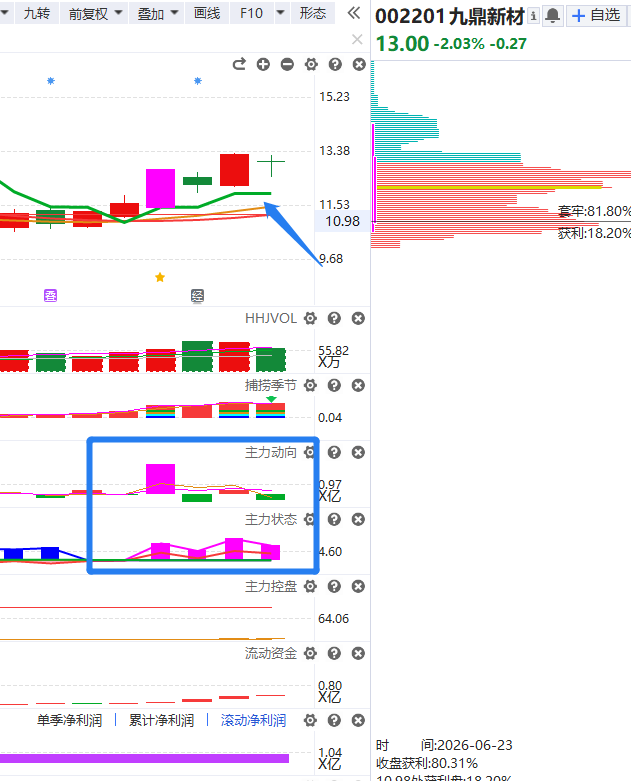 九转 前复权 叠加 画线 F10 形态
002201 九鼎新材 自选
13.00 -2.03% -0.27
15.23
13.38
11.53
10.98
9.68
查 经
套牢:81.80%
获利:18.20%
HHJVOL
55.82
X万
捕捞季节
0.04
主力动向
0.97
X亿
主力状态
4.60
主力控盘
64.06
流动资金
0.80
X亿
单季净利润 累计净利润 滚动净利润
1.04
X亿
时 间:2026-06-23
收盘获利:80.31%
10.98处获利盘:18.20%